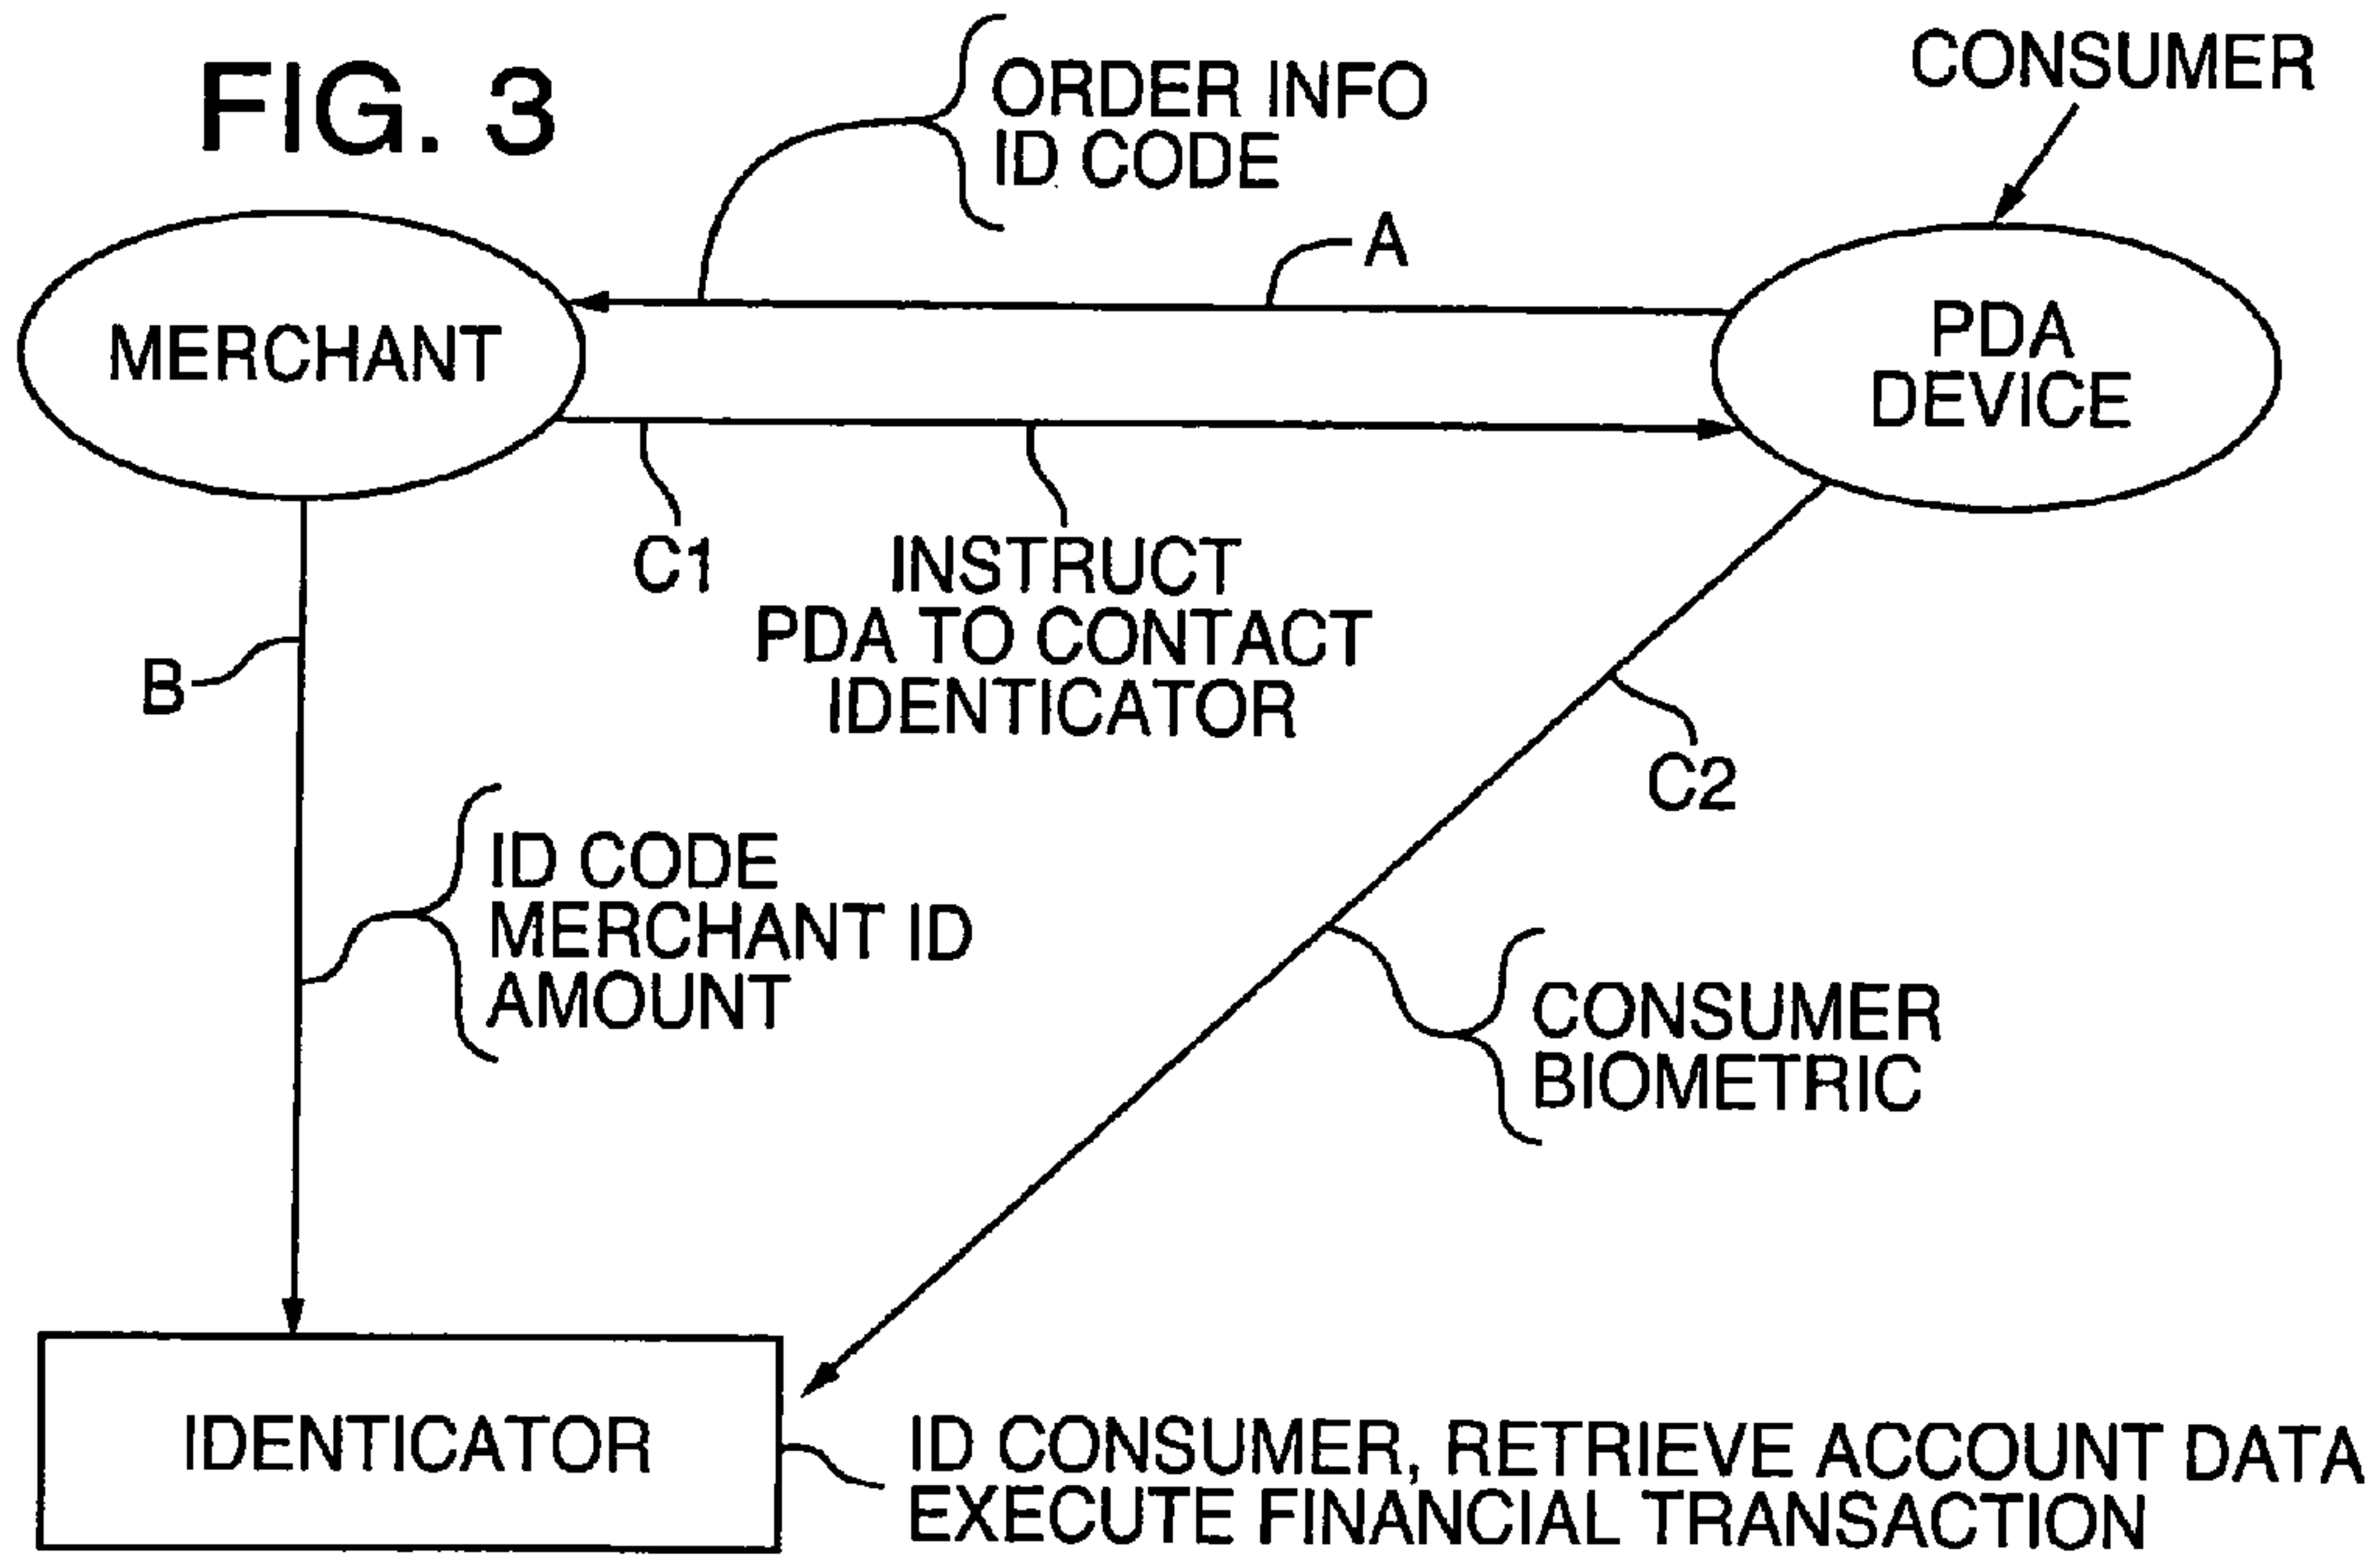 FIG. 3
ORDER INFO
ID CODE
CONSUMER
A
MERCHANT
PDA
DEVICE
C1
INSTRUCT
PDA TO CONTACT
IDENTICATOR
B
C2
ID CODE
MERCHANT ID
AMOUNT
CONSUMER
BIOMETRIC
IDENTICATOR
ID CONSUMER, RETRIEVE ACCOUNT DATA
EXECUTE FINANCIAL TRANSACTION